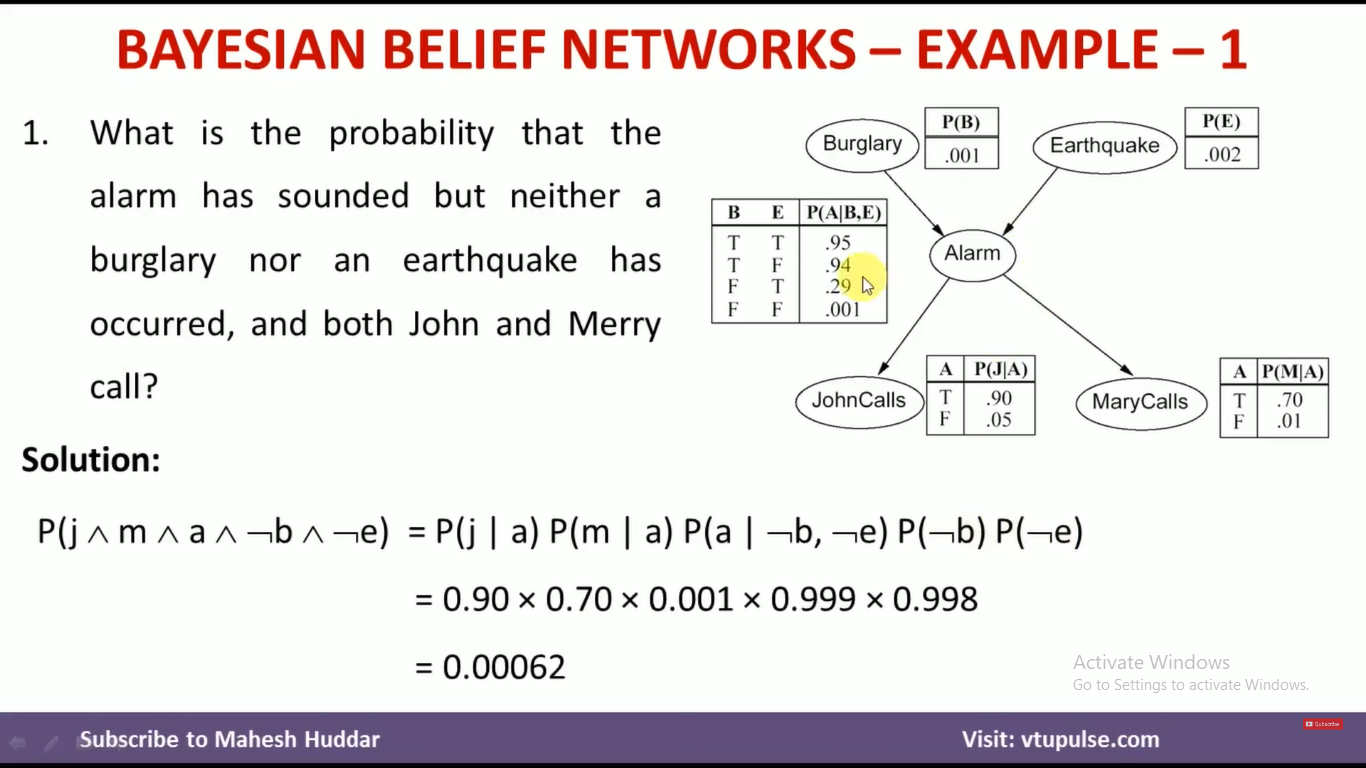 BAYESIAN BELIEF NETWORKS – EXAMPLE – 1
1. What is the probability that the
alarm has sounded but neither a
burglary nor an earthquake has
occurred, and both John and Merry
call?
Burglary
P(B)
.001
Earthquake
P(E)
.002
B E P(A|B,E)
T T .95
T F .94
F T .29
F F .001
Alarm
JohnCalls
A P(J|A)
T .90
F .05
MaryCalls
A P(M|A)
T .70
F .01
Solution:
P(j ∧ m ∧ a ∧ ¬b ∧ ¬e) = P(j | a) P(m | a) P(a | ¬b, ¬e) P(¬b) P(¬e)
= 0.90 × 0.70 × 0.001 × 0.999 × 0.998
= 0.00062
Activate Windows
Go to Settings to activate Windows.
Subscribe
Subscribe to Mahesh Huddar
Visit: vtupulse.com